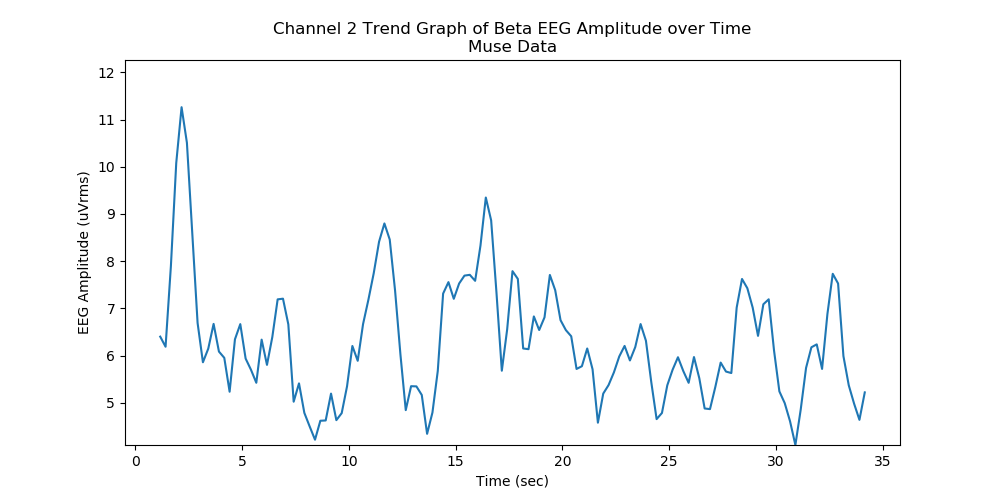 Channel 2 Trend Graph of Beta EEG Amplitude over Time
Muse Data
EEG Amplitude (uVrms)
12
11
10
9
8
7
6
5
0 5 10 15 20 25 30 35
Time (sec)